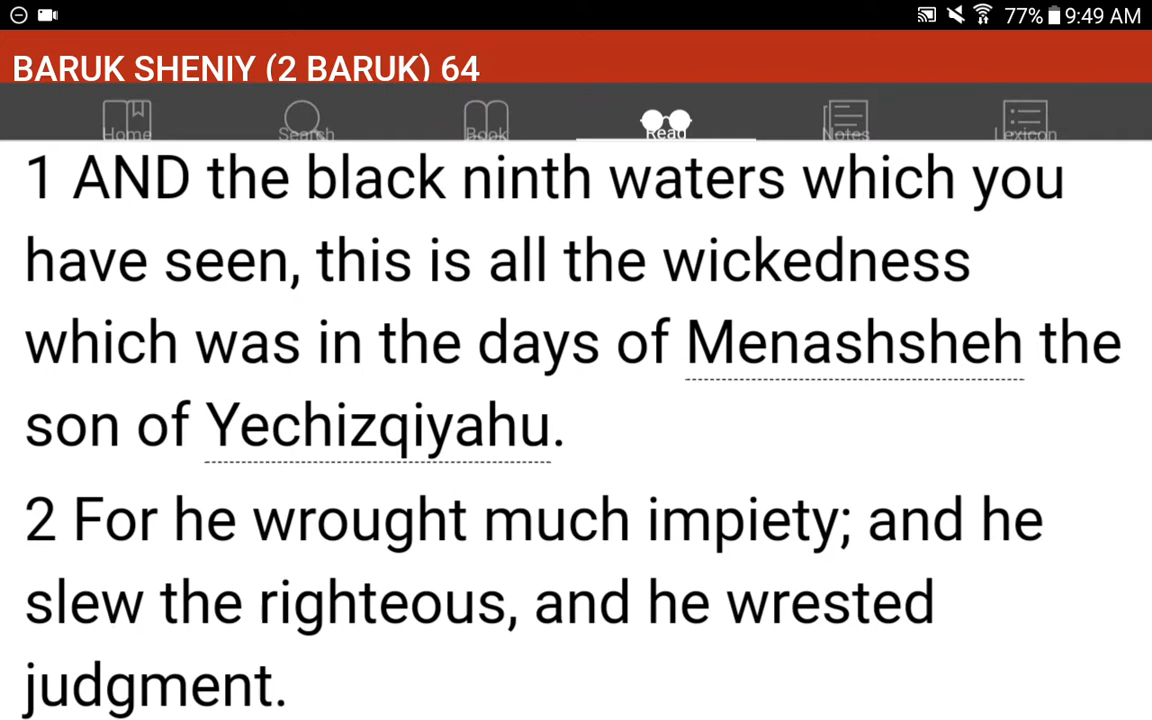 77% 9:49 AM
BARUK SHENIY (2 BARUK) 64
Home Search Book Read Notes Lexicon
1 AND the black ninth waters which you
have seen, this is all the wickedness
which was in the days of Menashsheh the
son of Yechizqiyahu.
2 For he wrought much impiety; and he
slew the righteous, and he wrested
judgment.